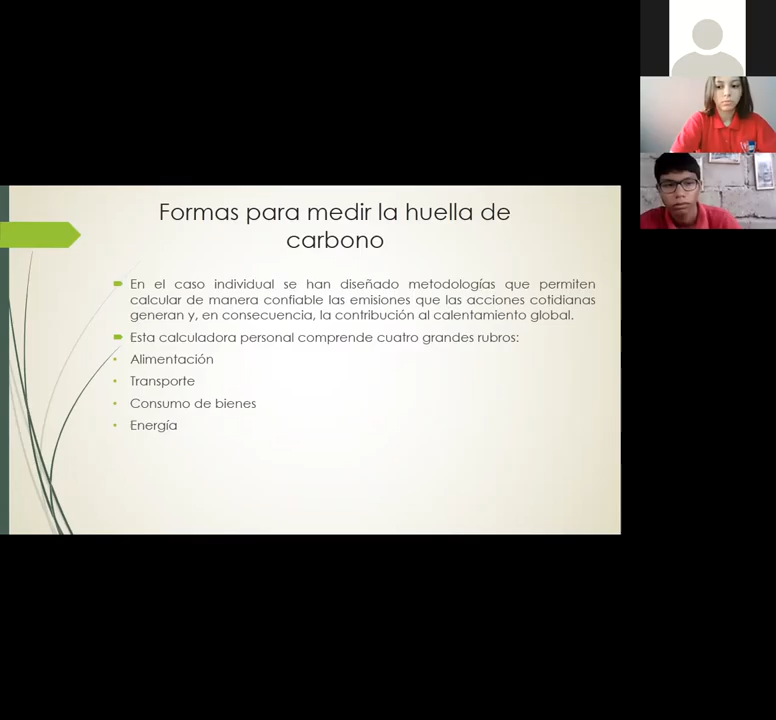 Formas para medir la huella de
carbono
En el caso individual se han diseñado metodologías que permiten
calcular de manera confiable las emisiones que las acciones cotidianas
generan y, en consecuencia, la contribución al calentamiento global.
Esta calculadora personal comprende cuatro grandes rubros:
Alimentación
Transporte
Consumo de bienes
Energía